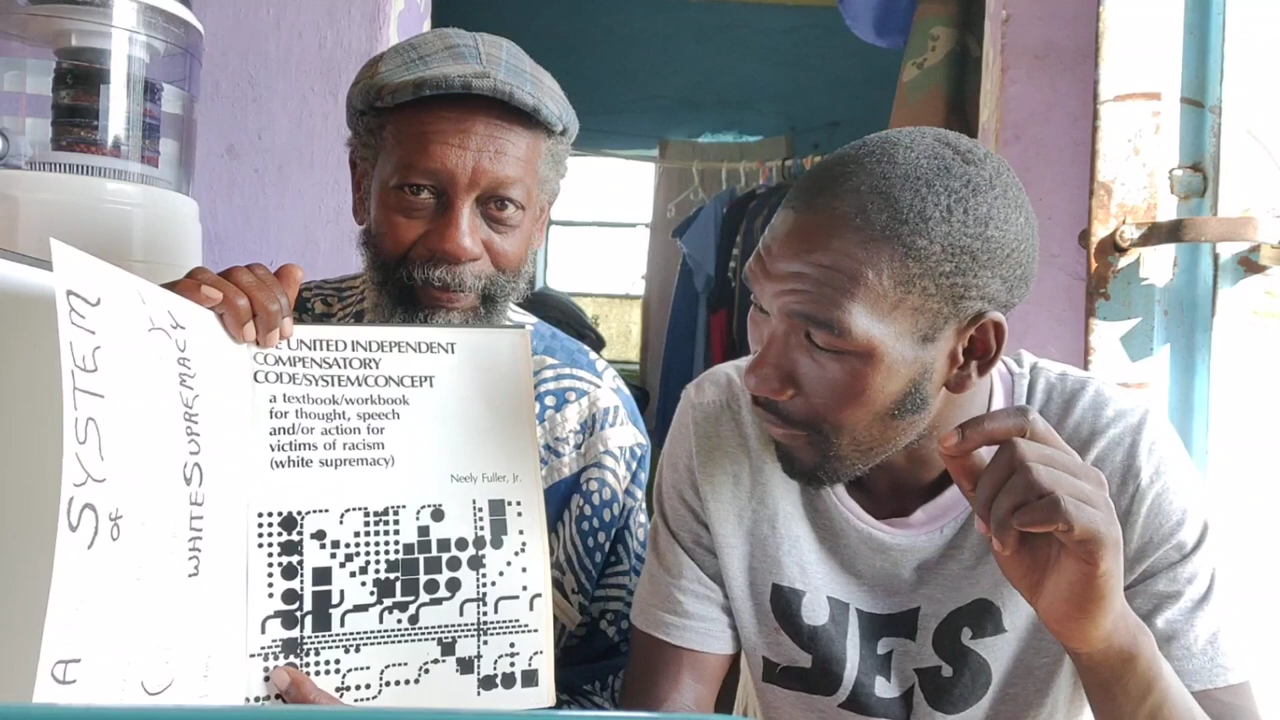 A SYSTEM
OF
WHITE SUPREMACY
UNITED INDEPENDENT
COMPENSATORY
CODE/SYSTEM/CONCEPT
a textbook/workbook
for thought, speech
and/or action for
victims of racism
(white supremacy)
Neely Fuller, Jr.
YES